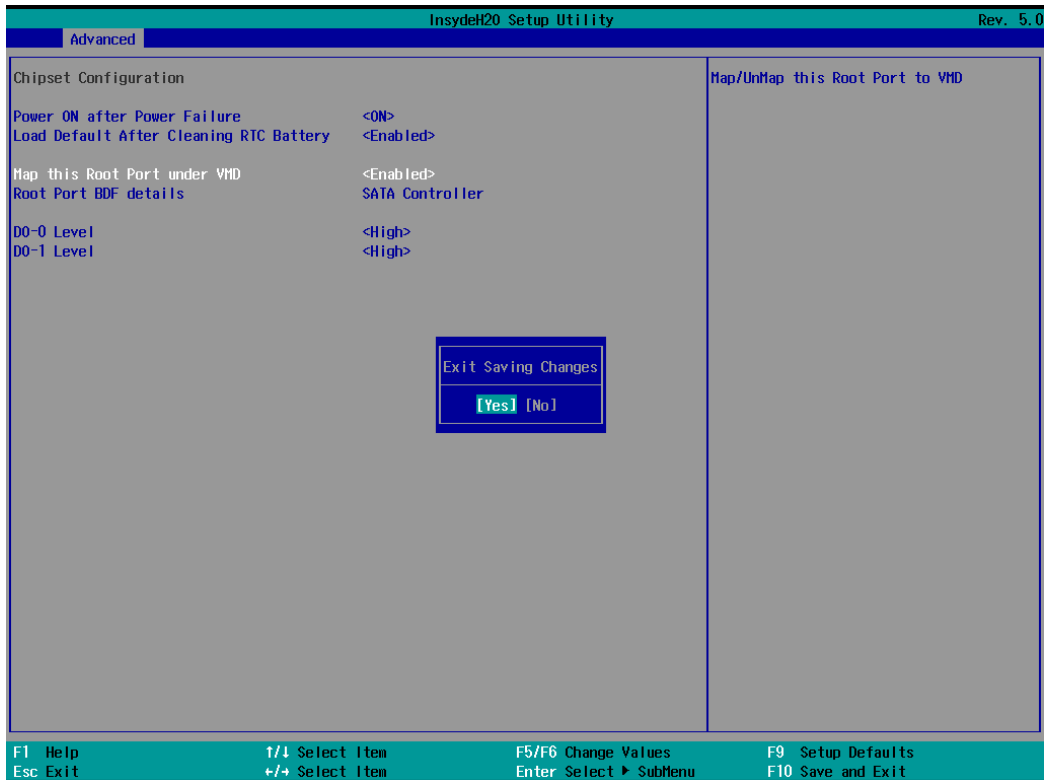 InsydeH20 Setup Utility Rev. 5.0
Advanced
Chipset Configuration
Map/UnMap this Root Port to VMD
Power ON after Power Failure <ON>
Load Default After Cleaning RTC Battery <Enabled>
Map this Root Port under VMD <Enabled>
Root Port BDF details SATA Controller
DO-0 Level <High>
DO-1 Level <High>
Exit Saving Changes
[Yes] [No]
F1 Help ↑/↓ Select Item F5/F6 Change Values F9 Setup Defaults
Esc Exit ←/→ Select Item Enter Select ▶ SubMenu F10 Save and Exit